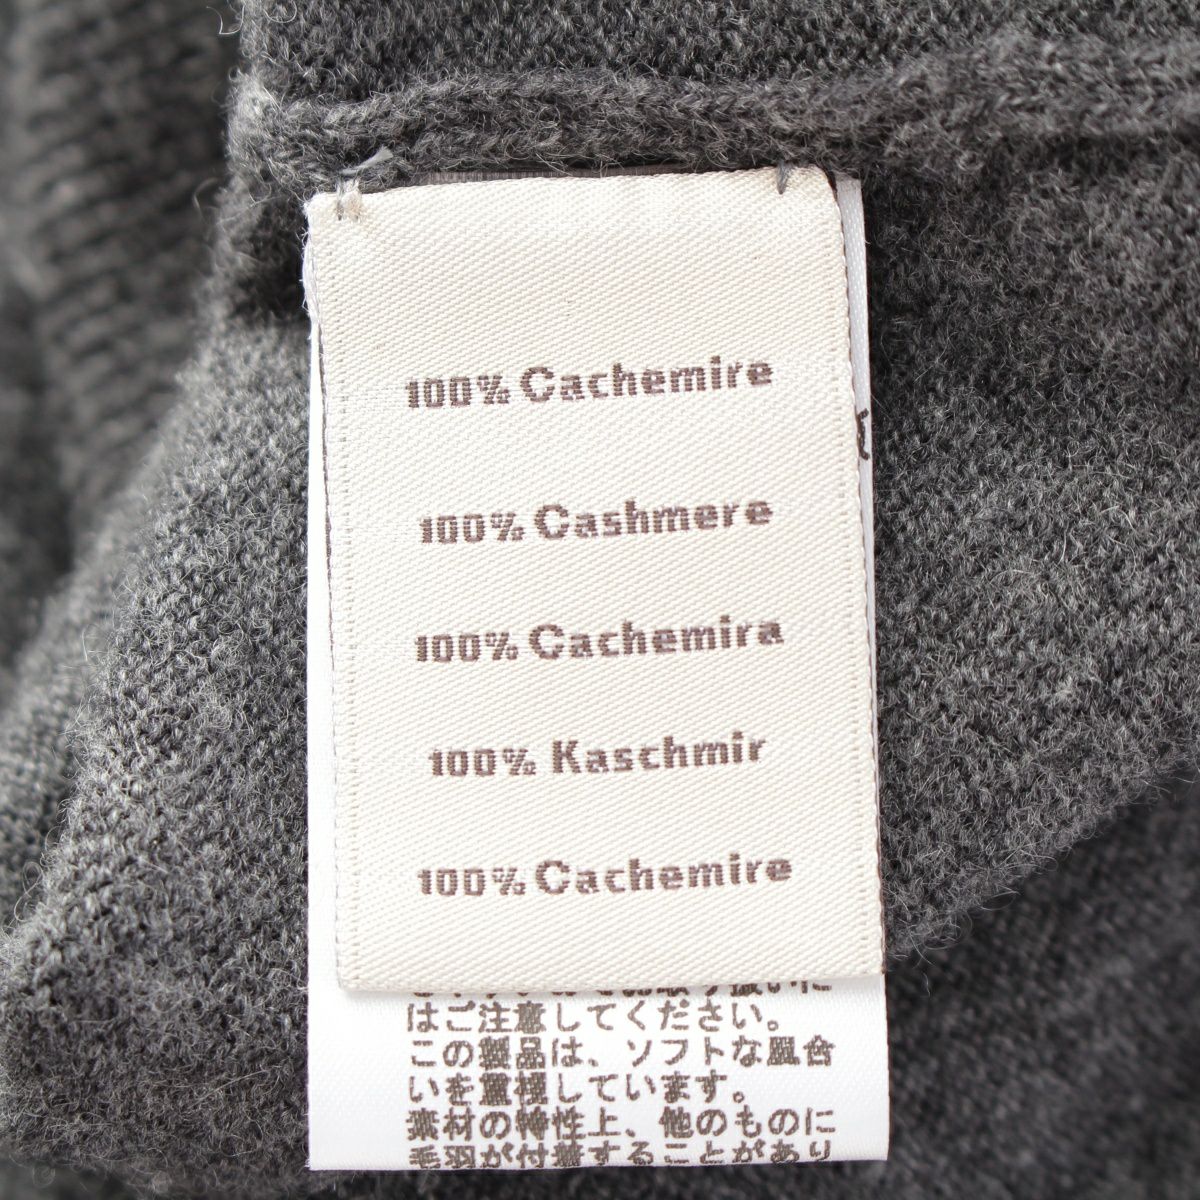 100% Cachemire
100% Cashmere
100% Cachemira
100% Kaschmir
100% Cachemire
はご注意してください。
この製品は、ソフトな風合
いを重視しています。
素材の特性上、他のものに
毛羽が付着することがあり